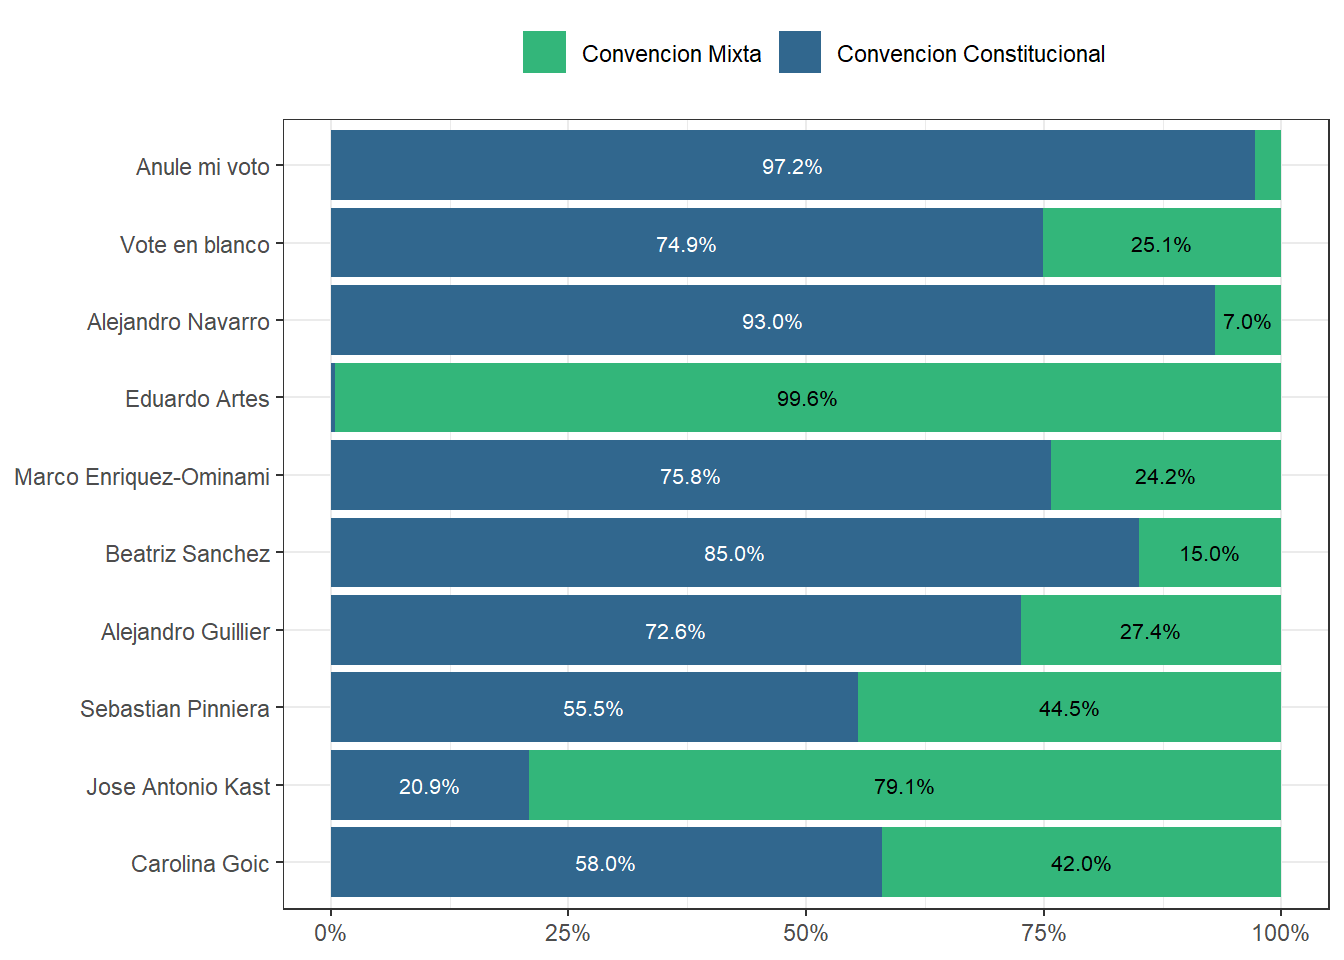 Convencion Mixta Convencion Constitucional
Anule mi voto 97.2%
Vote en blanco 74.9% 25.1%
Alejandro Navarro 93.0% 7.0%
Eduardo Artes 99.6%
Marco Enriquez-Ominami 75.8% 24.2%
Beatriz Sanchez 85.0% 15.0%
Alejandro Guillier 72.6% 27.4%
Sebastian Pinniera 55.5% 44.5%
Jose Antonio Kast 20.9% 79.1%
Carolina Goic 58.0% 42.0%
0% 25% 50% 75% 100%